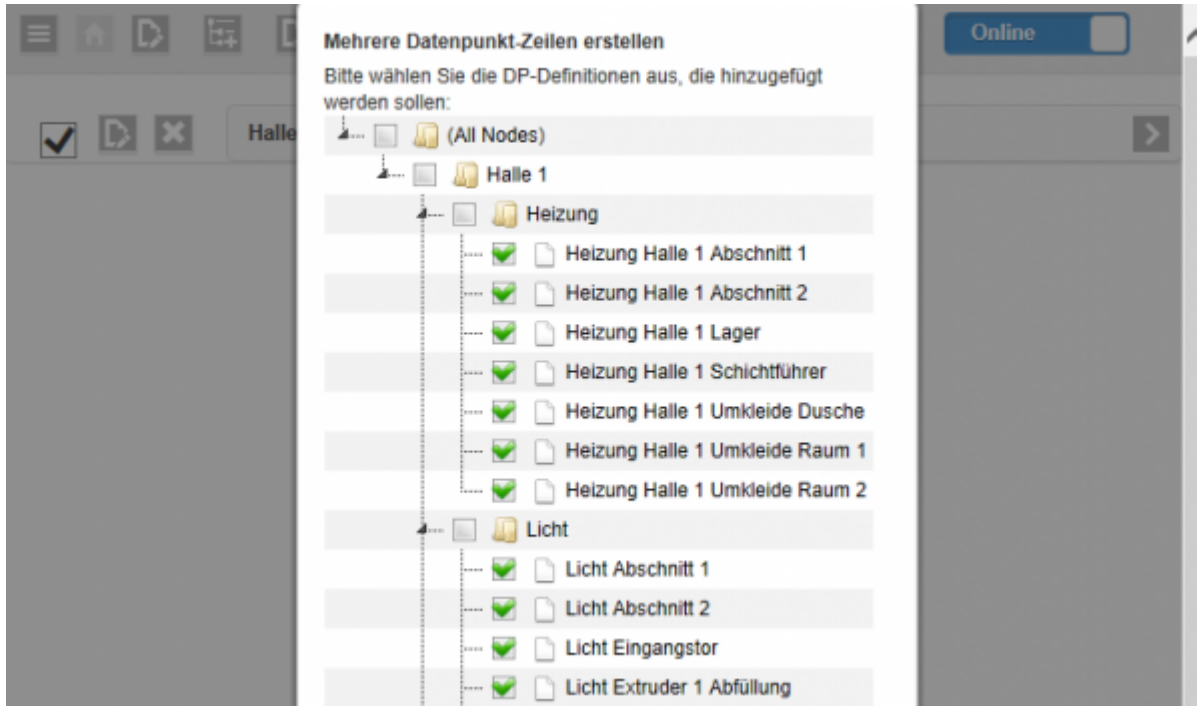 Online
Halle
Mehrere Datenpunkt-Zeilen erstellen
Bitte wählen Sie die DP-Definitionen aus, die hinzugefügt
werden sollen:
(All Nodes)
Halle 1
Heizung
Heizung Halle 1 Abschnitt 1
Heizung Halle 1 Abschnitt 2
Heizung Halle 1 Lager
Heizung Halle 1 Schichtführer
Heizung Halle 1 Umkleide Dusche
Heizung Halle 1 Umkleide Raum 1
Heizung Halle 1 Umkleide Raum 2
Licht
Licht Abschnitt 1
Licht Abschnitt 2
Licht Eingangstor
Licht Extruder 1 Abfüllung